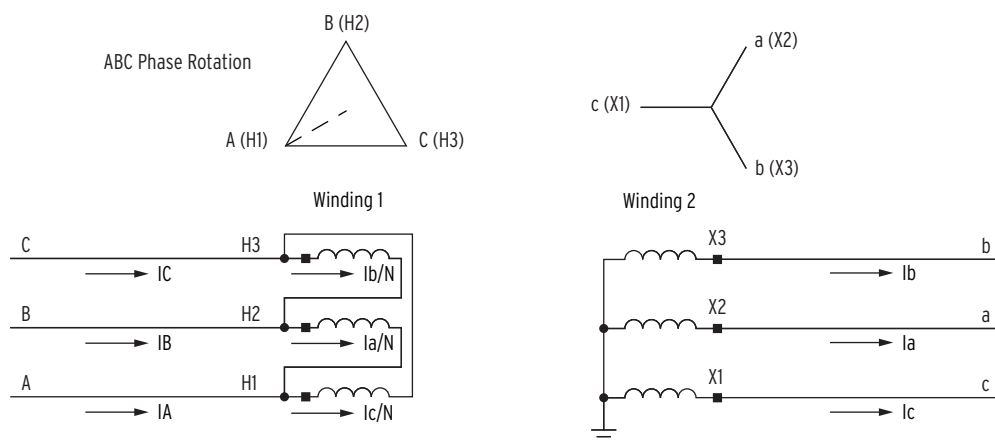 B (H2)
ABC Phase Rotation
a (X2)
c (X1)
A (H1)
C (H3)
b (X3)
Winding 1
Winding 2
C
H3
X3
b
IC
Ib/N
Ib
B
H2
X2
a
IB
Ia/N
Ia
A
H1
X1
c
IA
Ic/N
Ic